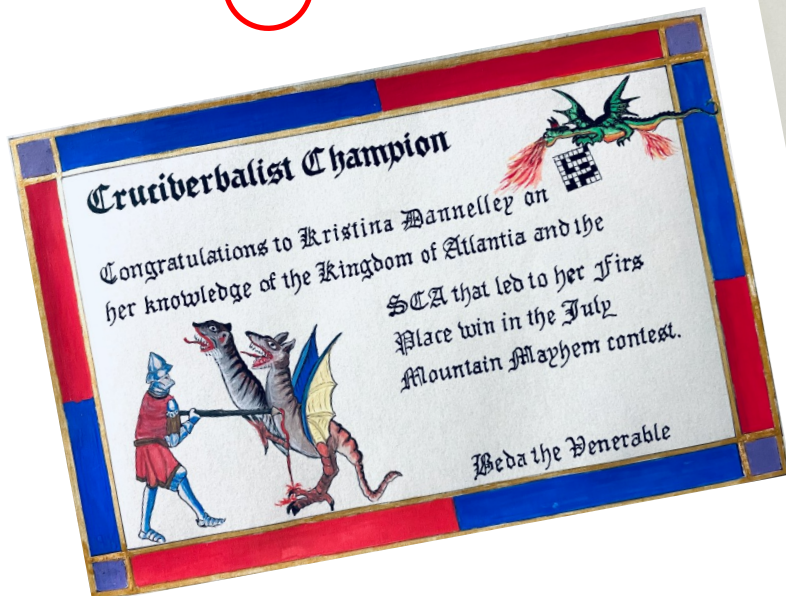 Cruciverbalist Champion
Congratulations to Kristina Dannelley on
her knowledge of the Kingdom of Atlantia and the
SCA that led to her Firs
Place win in the July
Mountain Mayhem contest.
Beda the Venerable